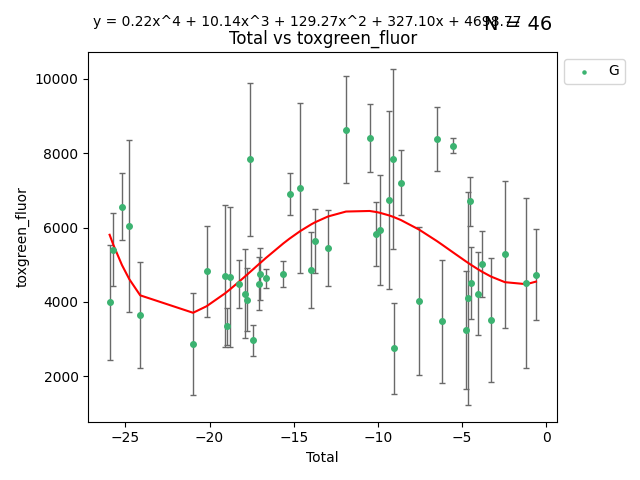 y = 0.22x^4 + 10.14x^3 + 129.27x^2 + 327.10x + 4698.77
N = 46
Total vs toxgreen_fluor
G
10000
8000
6000
4000
2000
toxgreen_fluor
−25
−20
−15
−10
−5
0
Total